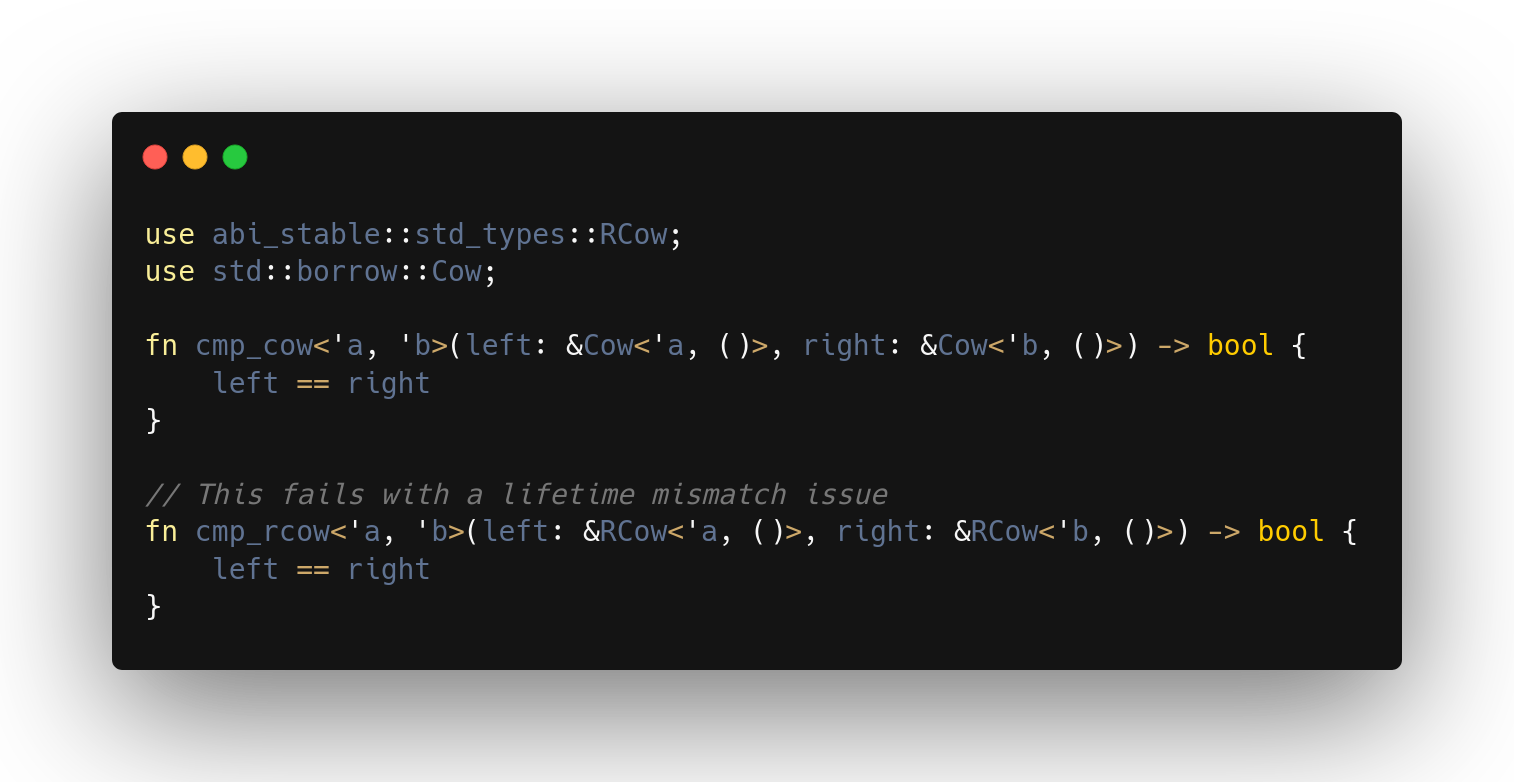 use abi_stable::std_types::RCow;
use std::borrow::Cow;

fn cmp_cow<'a, 'b>(left: &Cow<'a, ()>, right: &Cow<'b, ()>) -> bool {
    left == right
}

// This fails with a lifetime mismatch issue
fn cmp_rcow<'a, 'b>(left: &RCow<'a, ()>, right: &RCow<'b, ()>) -> bool {
    left == right
}